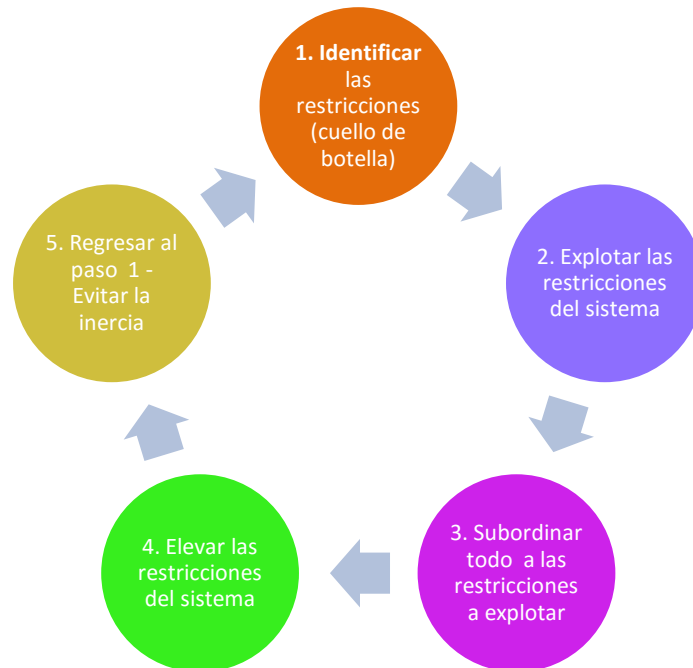 1. Identificar
las
restricciones
(cuello de
botella)
2. Explotar las
restricciones
del sistema
3. Subordinar
todo a las
restricciones
a explotar
4. Elevar las
restricciones
del sistema
5. Regresar al
paso 1 -
Evitar la
inercia